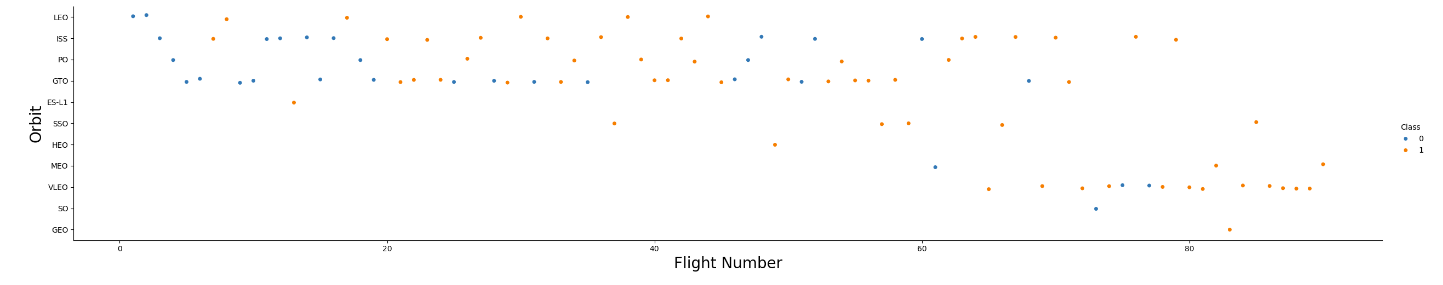 LEO
ISS
PO
GTO
ES-L1
SSO
HEO
MEO
VLEO
SO
GEO
Orbit
0 20 40 60 80
Flight Number
Class
0
1